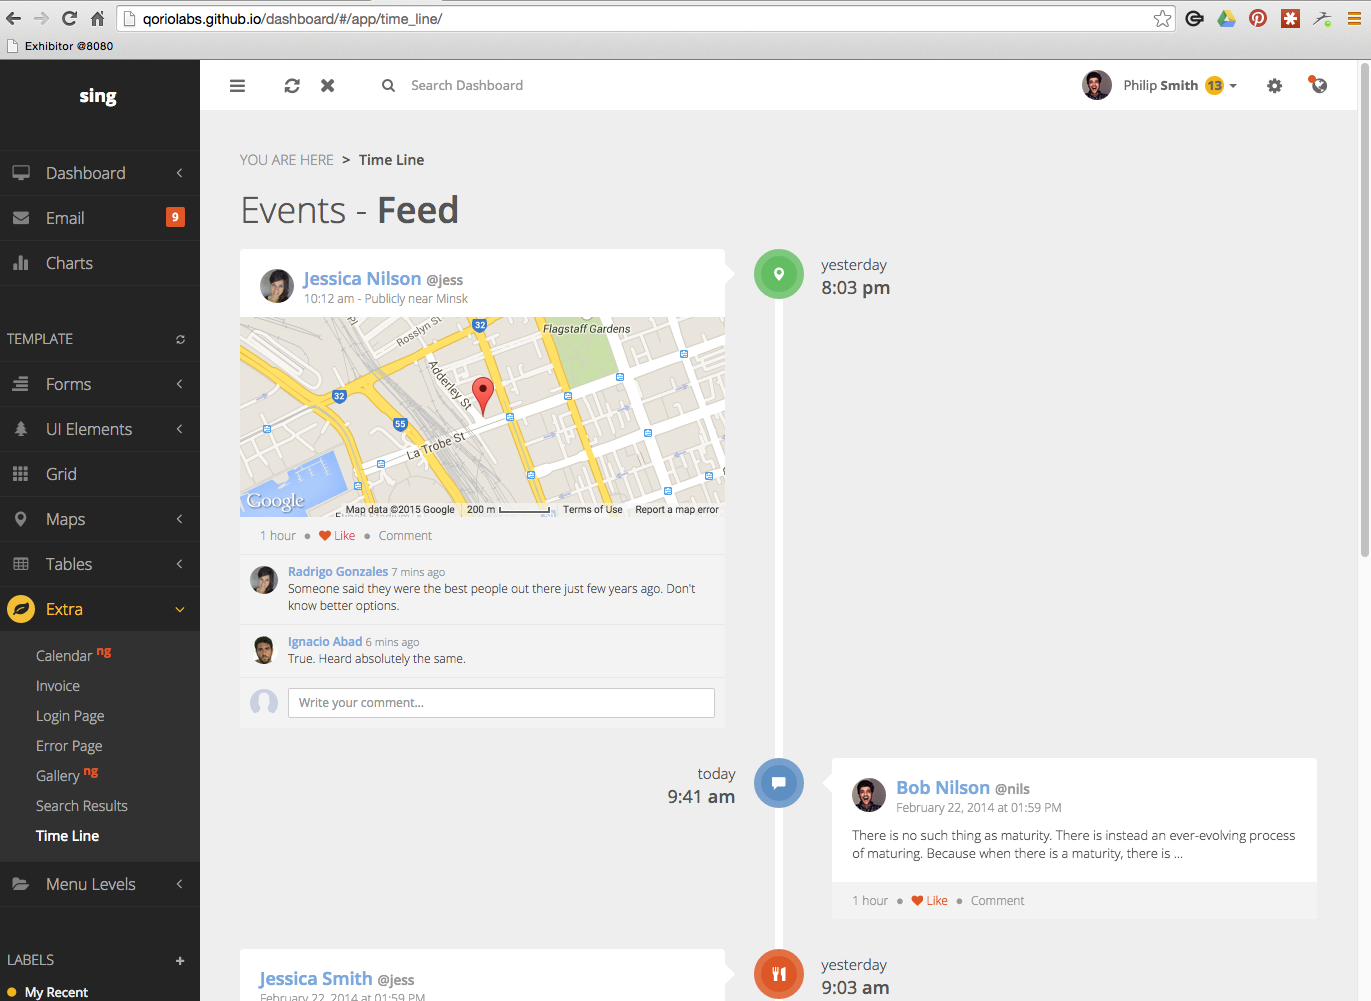 qoriolabs.github.io/dashboard/#/app/time_line/
Exhibitor @8080
sing
Search Dashboard
Philip Smith 13
Dashboard
Email 9
Charts
TEMPLATE
Forms
UI Elements
Grid
Maps
Tables
Extra
Calendar ng
Invoice
Login Page
Error Page
Gallery ng
Search Results
Time Line
Menu Levels
LABELS +
My Recent
YOU ARE HERE > Time Line
Events - Feed
Jessica Nilson @jess
10:12 am - Publicly near Minsk
yesterday
8:03 pm
Rosslyn St
32
Flagstaff Gardens
Adderley St
32
55
La Trobe St
Google
Map data ©2015 Google 200 m Terms of Use Report a map error
1 hour ● Like ● Comment
Radrigo Gonzales 7 mins ago
Someone said they were the best people out there just few years ago. Don't
know better options.
Ignacio Abad 6 mins ago
True. Heard absolutely the same.
Write your comment...
today
9:41 am
Bob Nilson @nils
February 22, 2014 at 01:59 PM
There is no such thing as maturity. There is instead an ever-evolving process
of maturing. Because when there is a maturity, there is ...
1 hour ● Like ● Comment
Jessica Smith @jess
February 22, 2014 at 01:59 PM
yesterday
9:03 am